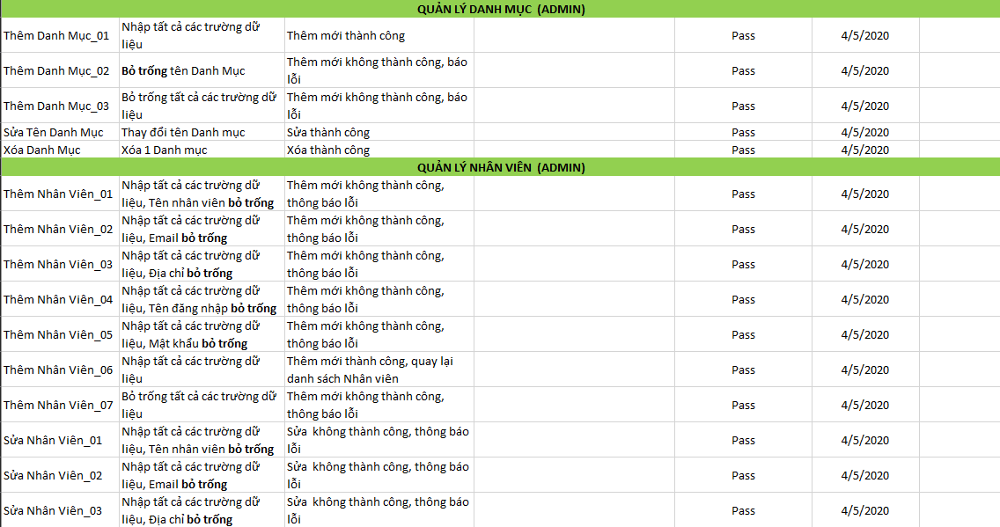 QUẢN LÝ DANH MỤC (ADMIN)
Thêm Danh Mục_01 Nhập tất cả các trường dữ liệu Thêm mới thành công Pass 4/5/2020
Thêm Danh Mục_02 Bỏ trống tên Danh Mục Thêm mới không thành công, báo lỗi Pass 4/5/2020
Thêm Danh Mục_03 Bỏ trống tất cả các trường dữ liệu Thêm mới không thành công, báo lỗi Pass 4/5/2020
Sửa Tên Danh Mục Thay đổi tên Danh mục Sửa thành công Pass 4/5/2020
Xóa Danh Mục Xóa 1 Danh mục Xóa thành công Pass 4/5/2020
QUẢN LÝ NHÂN VIÊN (ADMIN)
Thêm Nhân Viên_01 Nhập tất cả các trường dữ liệu, Tên nhân viên bỏ trống Thêm mới không thành công, thông báo lỗi Pass 4/5/2020
Thêm Nhân Viên_02 Nhập tất cả các trường dữ liệu, Email bỏ trống Thêm mới không thành công, thông báo lỗi Pass 4/5/2020
Thêm Nhân Viên_03 Nhập tất cả các trường dữ liệu, Địa chỉ bỏ trống Thêm mới không thành công, thông báo lỗi Pass 4/5/2020
Thêm Nhân Viên_04 Nhập tất cả các trường dữ liệu, Tên đăng nhập bỏ trống Thêm mới không thành công, thông báo lỗi Pass 4/5/2020
Thêm Nhân Viên_05 Nhập tất cả các trường dữ liệu, Mật khẩu bỏ trống Thêm mới không thành công, thông báo lỗi Pass 4/5/2020
Thêm Nhân Viên_06 Nhập tất cả các trường dữ liệu Thêm mới thành công, quay lại danh sách Nhân viên Pass 4/5/2020
Thêm Nhân Viên_07 Bỏ trống tất cả các trường dữ liệu Thêm mới không thành công, thông báo lỗi Pass 4/5/2020
Sửa Nhân Viên_01 Nhập tất cả các trường dữ liệu, Tên nhân viên bỏ trống Sửa không thành công, thông báo lỗi Pass 4/5/2020
Sửa Nhân Viên_02 Nhập tất cả các trường dữ liệu, Email bỏ trống Sửa không thành công, thông báo lỗi Pass 4/5/2020
Sửa Nhân Viên_03 Nhập tất cả các trường dữ liệu, Địa chỉ bỏ trống Sửa không thành công, thông báo lỗi Pass 4/5/2020